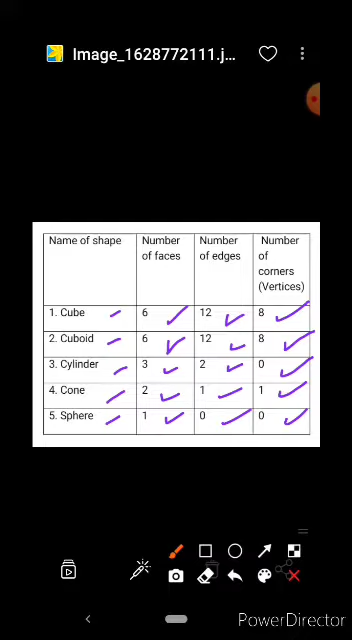 Image_1628772111.j...
Name of shape Number of faces Number of edges Number of corners (Vertices)
1. Cube 6 12 8
2. Cuboid 6 12 8
3. Cylinder 3 2 0
4. Cone 2 1 1
5. Sphere 1 0 0
PowerDirector